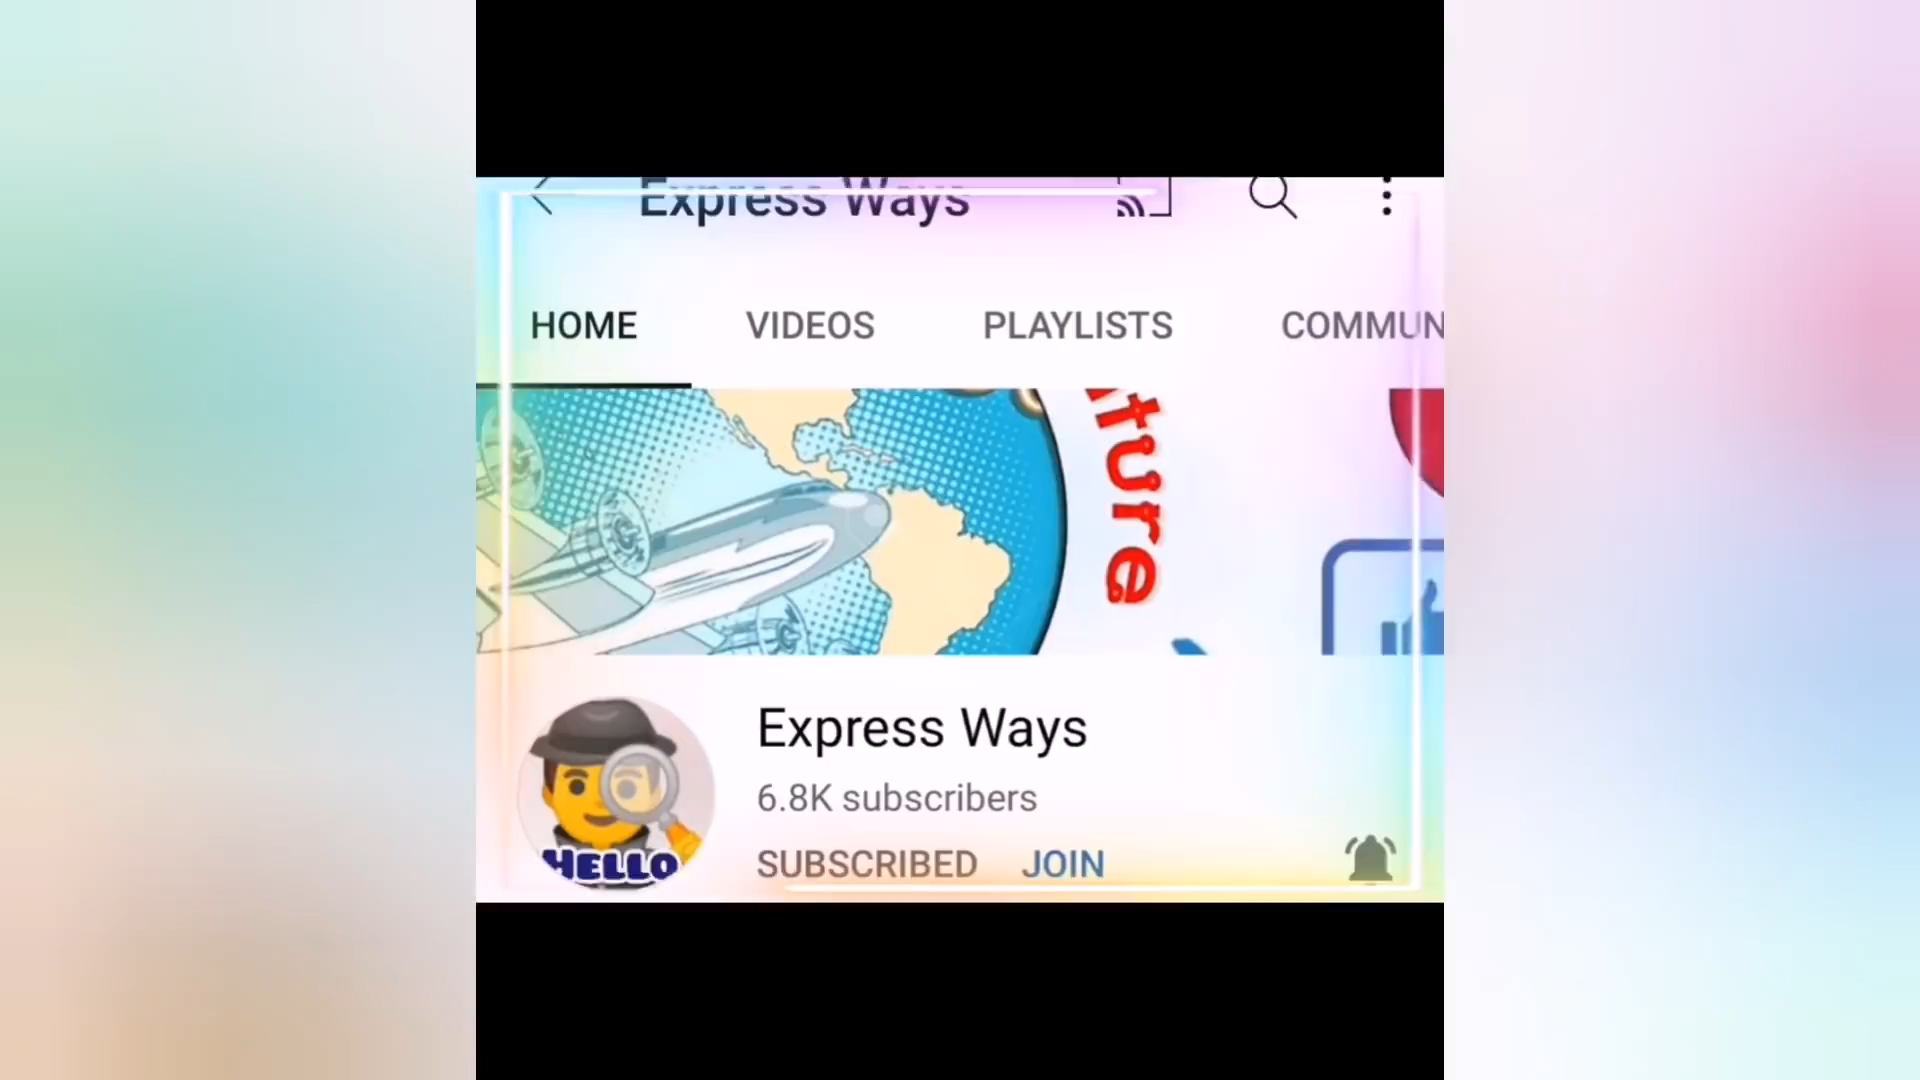 Express Ways
HOME VIDEOS PLAYLISTS COMMUN
ture
Express Ways
6.8K subscribers
HELLO
SUBSCRIBED JOIN